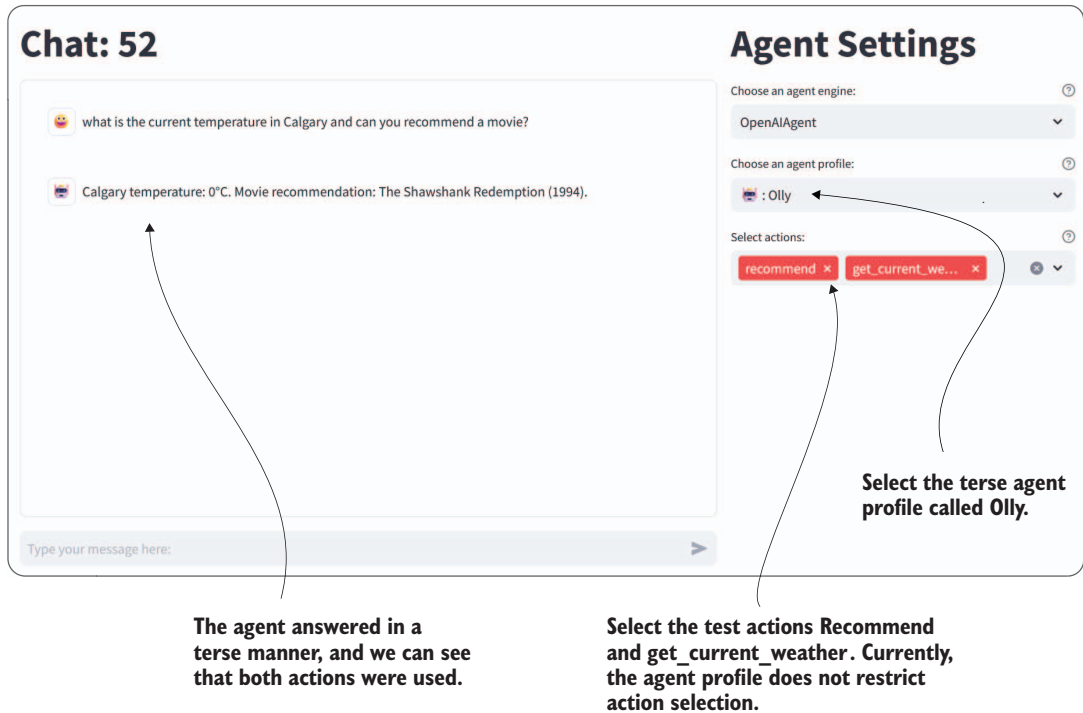 Chat: 52
what is the current temperature in Calgary and can you recommend a movie?
Calgary temperature: 0°C. Movie recommendation: The Shawshank Redemption (1994).
Type your message here:
Agent Settings
Choose an agent engine:
OpenAIAgent
Choose an agent profile:
: Olly
Select actions:
recommend × get_current_we... ×
Select the terse agent
profile called Olly.
The agent answered in a
terse manner, and we can see
that both actions were used.
Select the test actions Recommend
and get_current_weather. Currently,
the agent profile does not restrict
action selection.